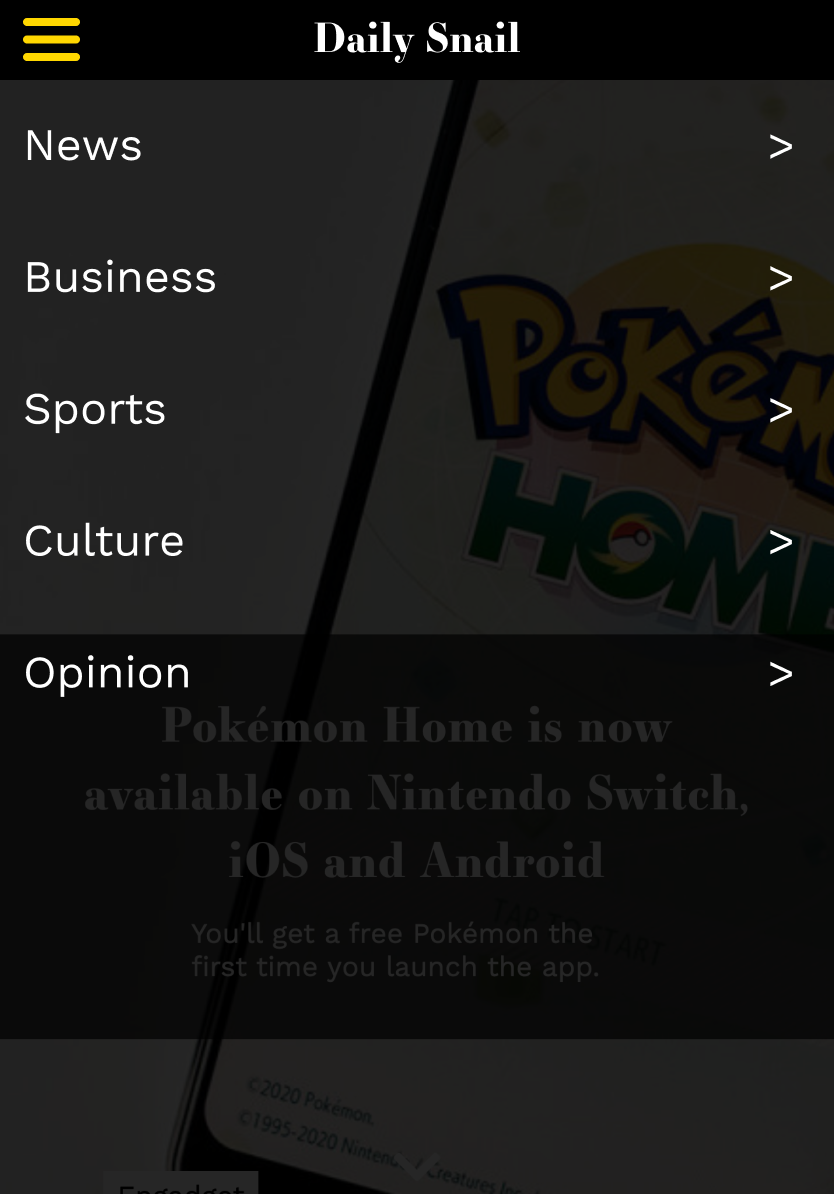 Daily Snail
News >
Business >
Sports >
Culture >
Opinion >
Pokém
HOME
Pokémon Home is now
available on Nintendo Switch,
iOS and Android
TAP TO START
You'll get a free Pokémon the
first time you launch the app.
©2020 Pokémon.
©1995-2020 Nintendo / Creatures Inc.
Engadget